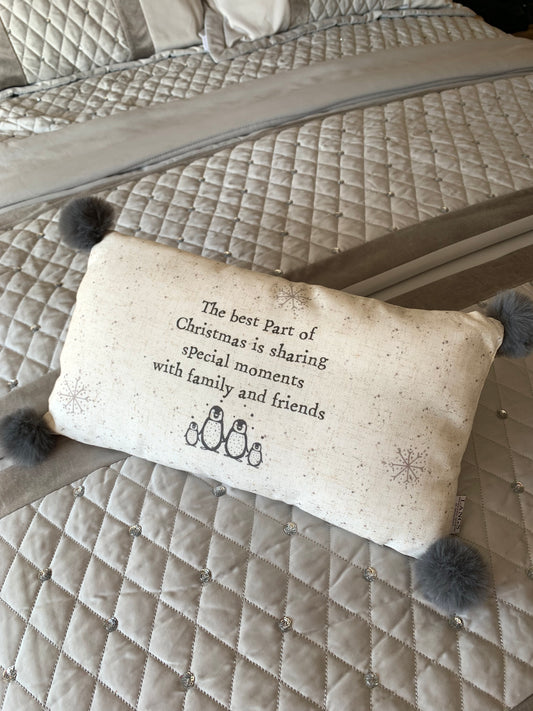 The best Part of
Christmas is sharing
sPecial moments
with family and friends